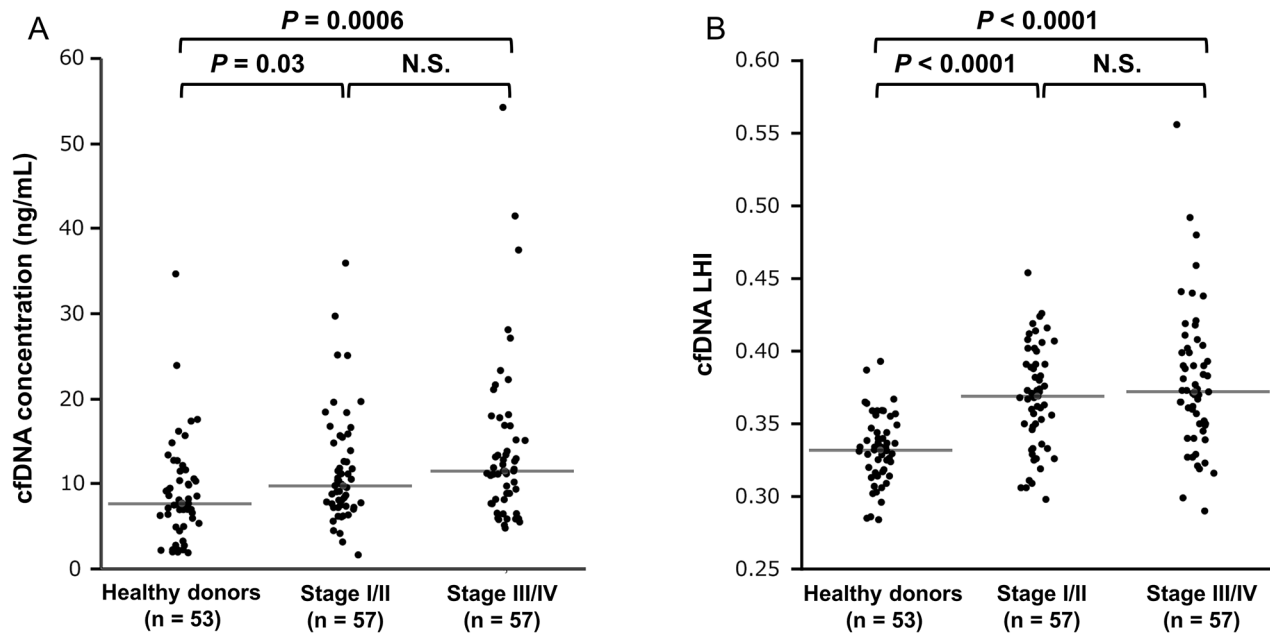 A
P = 0.0006
P = 0.03
N.S.
cfDNA concentration (ng/mL)
60
50
40
30
20
10
0
Healthy donors
(n = 53)
Stage I/II
(n = 57)
Stage III/IV
(n = 57)
B
P < 0.0001
P < 0.0001
N.S.
cfDNA LHI
0.60
0.55
0.50
0.45
0.40
0.35
0.30
0.25
Healthy donors
(n = 53)
Stage I/II
(n = 57)
Stage III/IV
(n = 57)